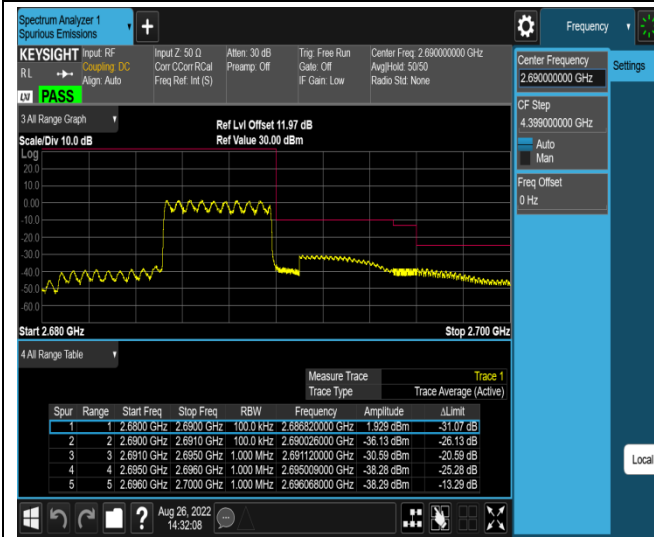 Spectrum Analyzer 1
Spurious Emissions
Frequency
KEYSIGHT Input: RF Input Z: 50 Ω Atten: 30 dB Trig: Free Run Center Freq: 2.690000000 GHz
RL Coupling: DC Corr CCorr RCal Preamp: Off Gate: Off Avg|Hold: 50/50
Align: Auto Freq Ref: Int (S) IF Gain: Low Radio Std: None
LXI PASS
Center Frequency
2.690000000 GHz
Settings
CF Step
4.399000000 GHz
Auto
Man
Freq Offset
0 Hz
3 All Range Graph
Ref Lvl Offset 11.97 dB
Scale/Div 10.0 dB Ref Value 30.00 dBm
Log
20.0
10.0
0.00
-10.0
-20.0
-30.0
-40.0
-50.0
-60.0
Start 2.680 GHz Stop 2.700 GHz
4 All Range Table
Measure Trace Trace 1
Trace Type Trace Average (Active)
Spur Range Start Freq Stop Freq RBW Frequency Amplitude ΔLimit
1 1 2.6800 GHz 2.6900 GHz 100.0 kHz 2.686820000 GHz 1.929 dBm -31.07 dB
2 2 2.6900 GHz 2.6910 GHz 100.0 kHz 2.690026000 GHz -36.13 dBm -26.13 dB
3 3 2.6910 GHz 2.6950 GHz 1.000 MHz 2.691120000 GHz -30.59 dBm -20.59 dB
4 4 2.6950 GHz 2.6960 GHz 1.000 MHz 2.695009000 GHz -38.28 dBm -25.28 dB
5 5 2.6960 GHz 2.7000 GHz 1.000 MHz 2.696068000 GHz -38.29 dBm -13.29 dB
Local
Aug 26, 2022
14:32:08